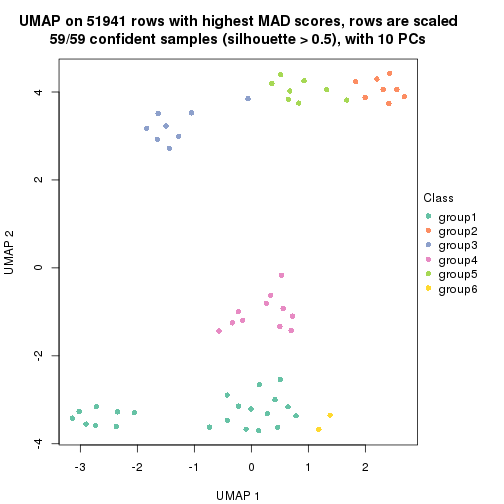 UMAP on 51941 rows with highest MAD scores, rows are scaled
59/59 confident samples (silhouette > 0.5), with 10 PCs
4
2
0
-2
-4
UMAP 2
-3
-2
-1
0
1
2
UMAP 1
Class
group1
group2
group3
group4
group5
group6